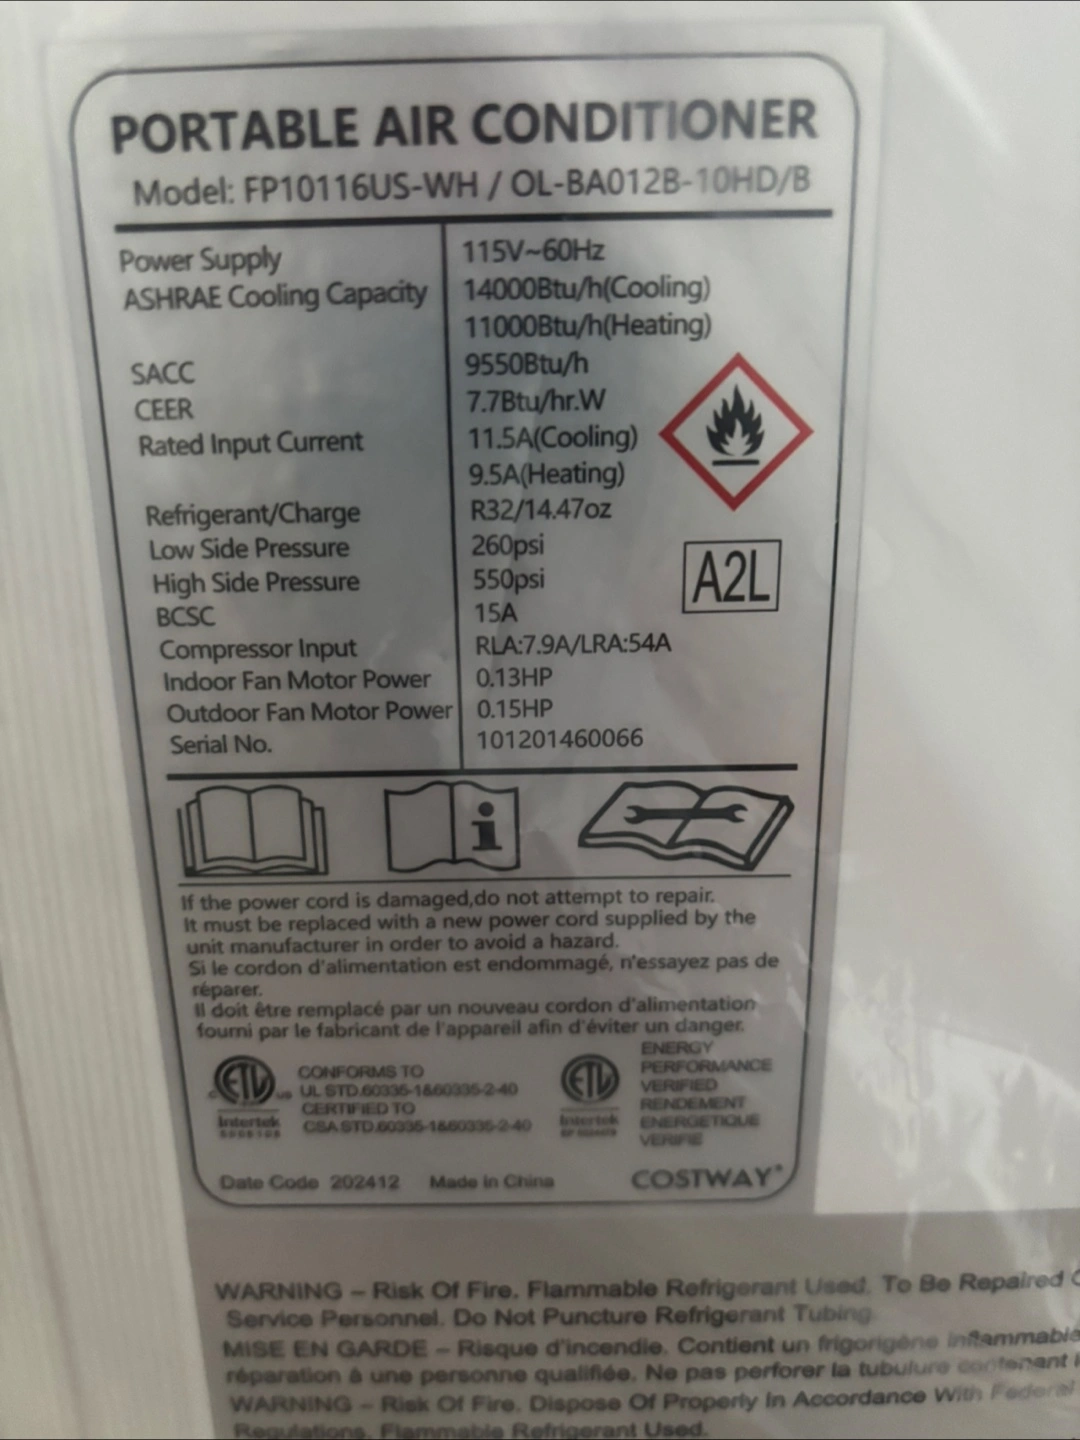 PORTABLE AIR CONDITIONER
Model: FP10116US-WH / OL-BA012B-10HD/B
Power Supply 115V~60Hz
ASHRAE Cooling Capacity 14000Btu/h(Cooling)
11000Btu/h(Heating)
SACC 9550Btu/h
CEER 7.7Btu/hr.W
Rated Input Current 11.5A(Cooling)
9.5A(Heating)
Refrigerant/Charge R32/14.47oz
Low Side Pressure 260psi
High Side Pressure 550psi
A2L
BCSC 15A
Compressor Input RLA:7.9A/LRA:54A
Indoor Fan Motor Power 0.13HP
Outdoor Fan Motor Power 0.15HP
Serial No. 101201460066
If the power cord is damaged,do not attempt to repair.
It must be replaced with a new power cord supplied by the
unit manufacturer in order to avoid a hazard.
Si le cordon d'alimentation est endommagé, n'essayez pas de
réparer.
Il doit être remplacé par un nouveau cordon d'alimentation
fourni par le fabricant de l'appareil afin d'éviter un danger.
c ETL us
Intertek
CONFORMS TO
UL STD.60335-1&60335-2-40
CERTIFIED TO
CSA STD.60335-1&60335-2-40
ETL
Intertek
ENERGY
PERFORMANCE
VERIFIED
RENDEMENT
ENERGETIQUE
VERIFIE
Date Code 202412 Made in China COSTWAY®
WARNING – Risk Of Fire. Flammable Refrigerant Used. To Be Repaired
Service Personnel. Do Not Puncture Refrigerant Tubing.
MISE EN GARDE – Risque d'incendie. Contient un frigorigène inflammable
réparation à une personne qualifiée. Ne pas perforer la tubulure contenant
WARNING – Risk Of Fire. Dispose Of Properly In Accordance With Federal
Regulations. Flammable Refrigerant Used.